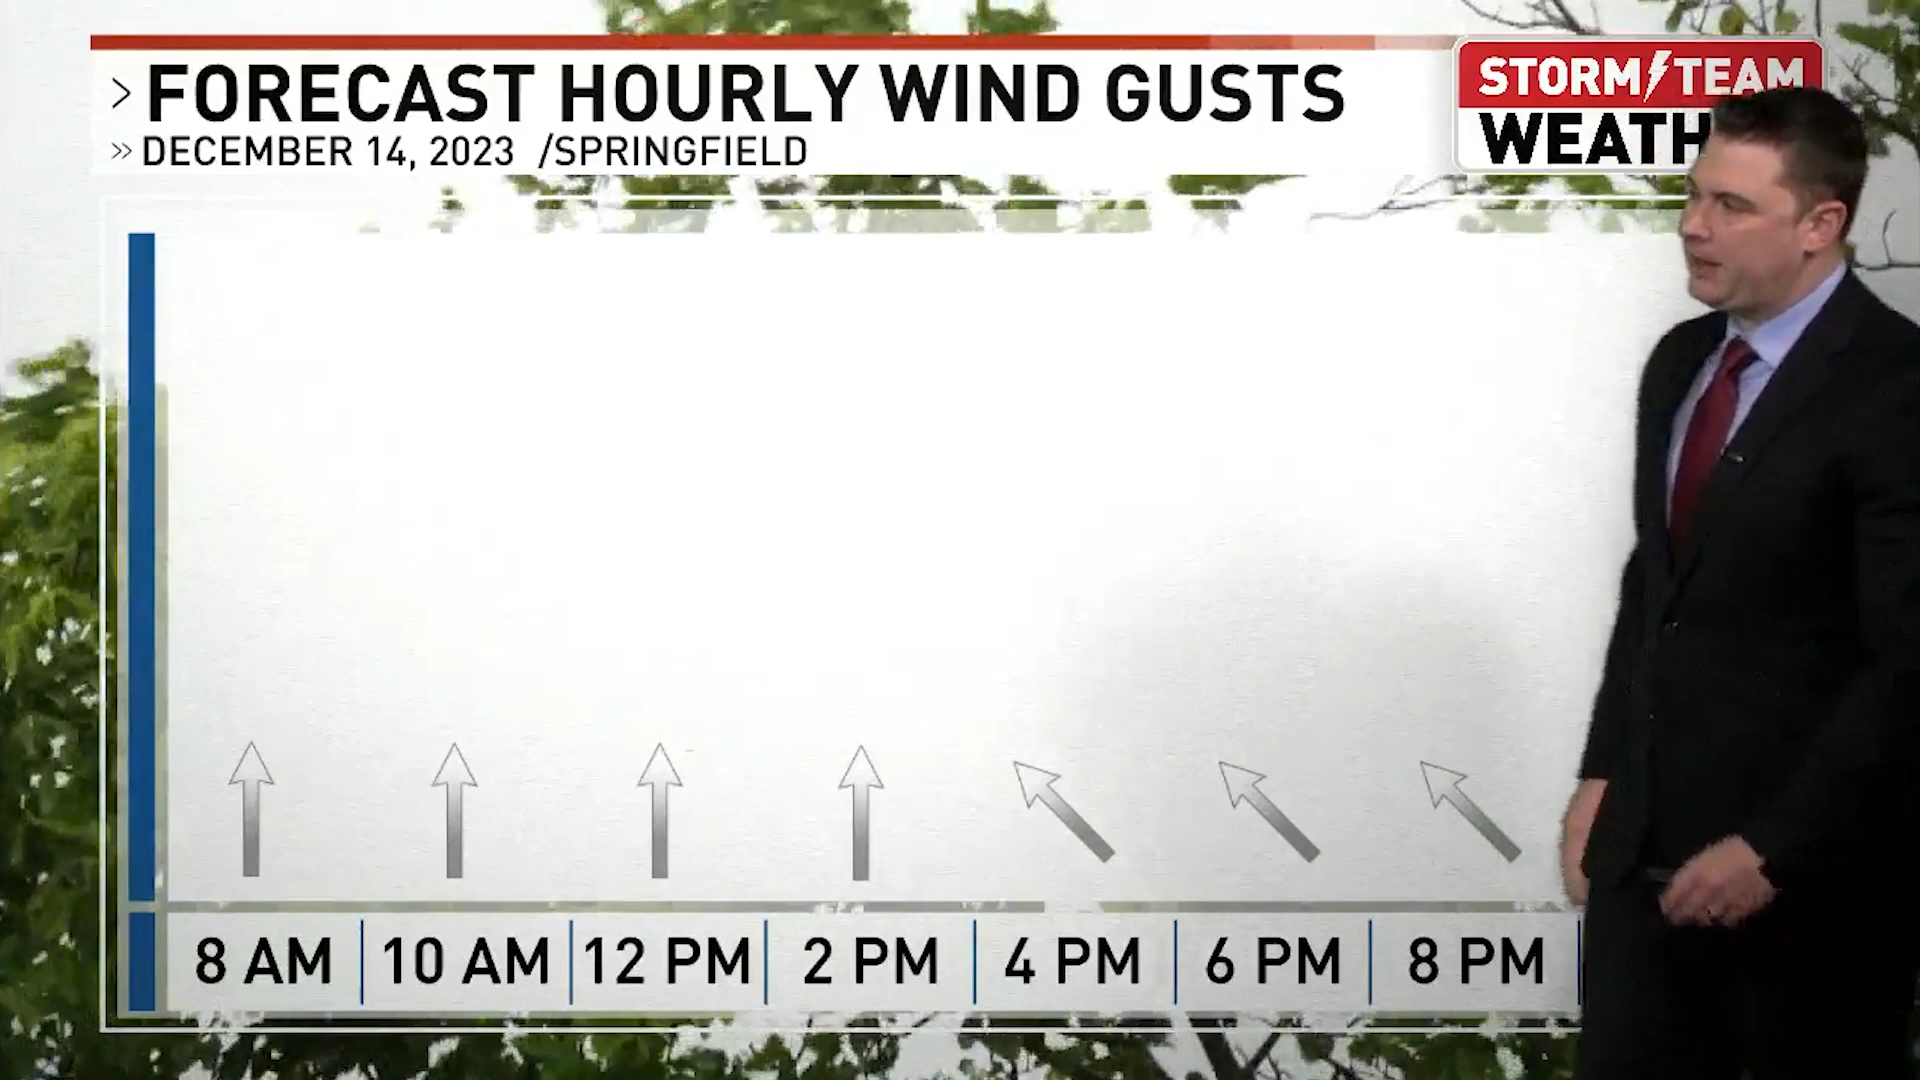 > FORECAST HOURLY WIND GUSTS
» DECEMBER 14, 2023 /SPRINGFIELD
STORM TEAM
WEATH
8 AM 10 AM 12 PM 2 PM 4 PM 6 PM 8 PM